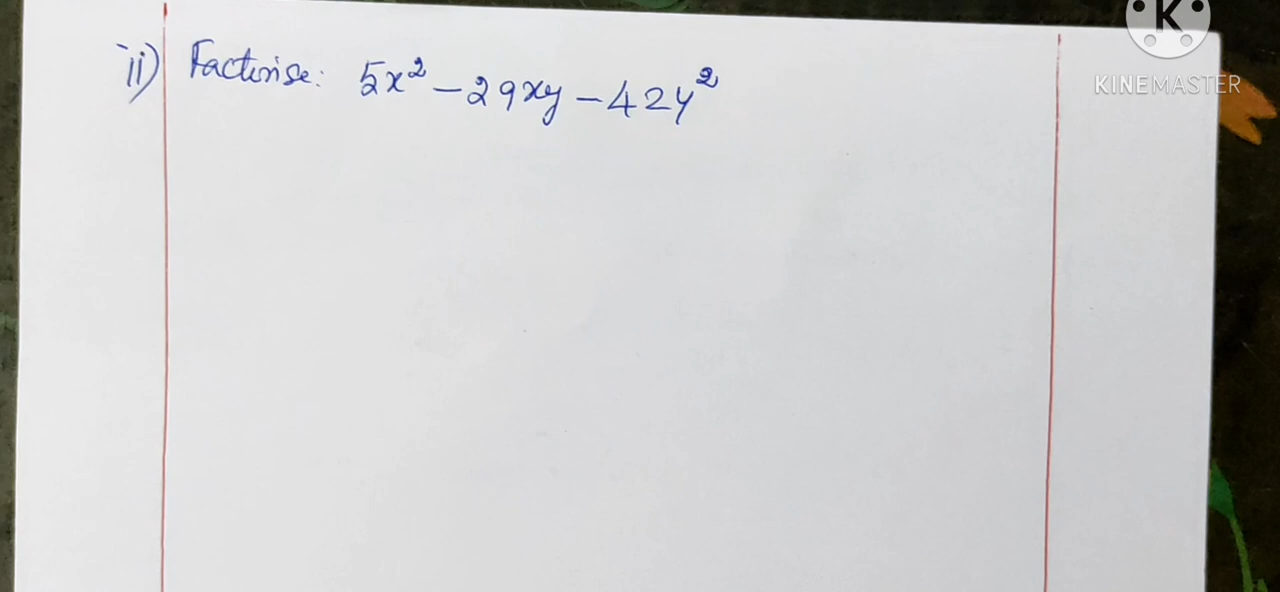 ii) Factorise: 5x² – 29xy – 42y²
K
KINEMASTER